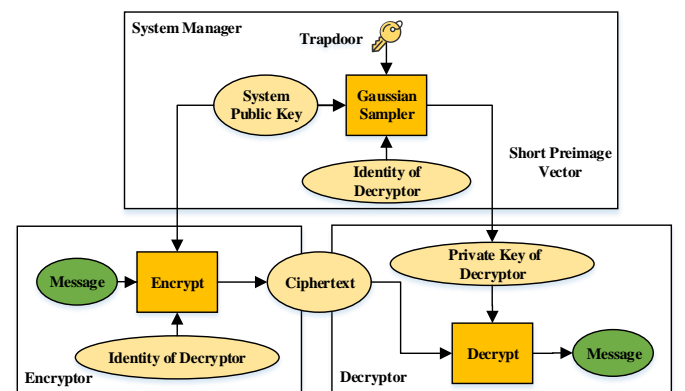 System Manager
Trapdoor
System
Public Key
Gaussian
Sampler
Identity of
Decryptor
Short Preimage
Vector
Message
Encrypt
Ciphertext
Private Key of
Decryptor
Identity of Decryptor
Decrypt
Message
Encryptor
Decryptor